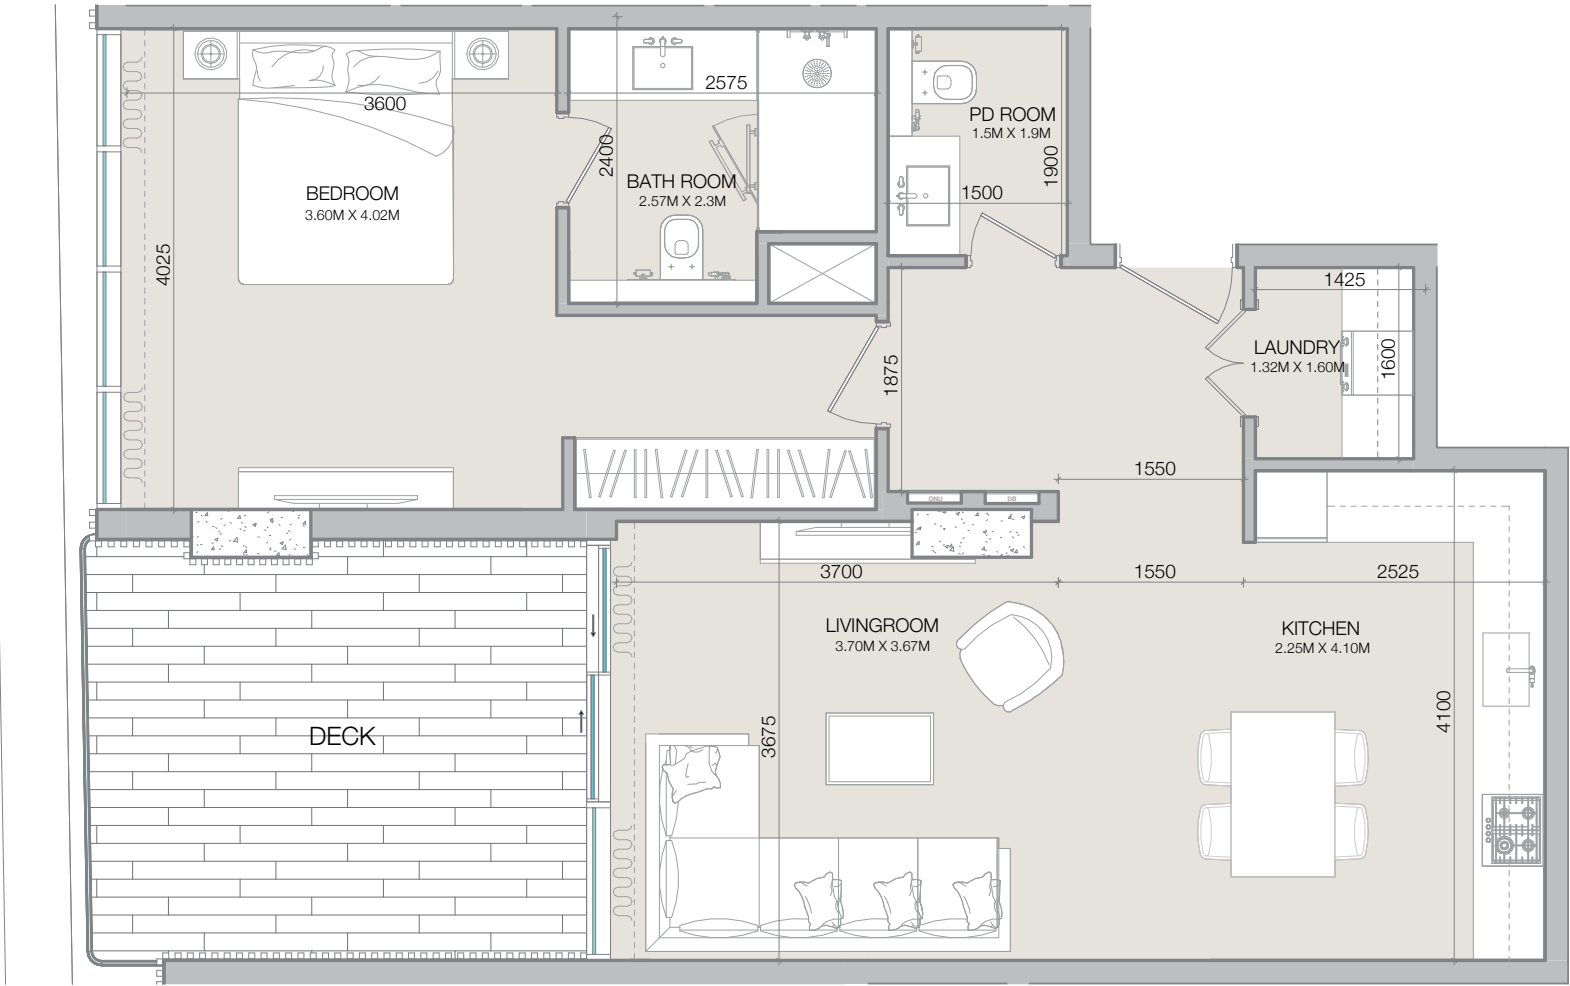 2575
3600
PD ROOM
1.5M X 1.9M
2400
1900
BATH ROOM
2.57M X 2.3M
BEDROOM
3.60M X 4.02M
1500
4025
1425
LAUNDRY
1.32M X 1.60M
1600
1875
1550
ONU
DB
3700
1550
2525
LIVINGROOM
3.70M X 3.67M
KITCHEN
2.25M X 4.10M
4100
3675
DECK